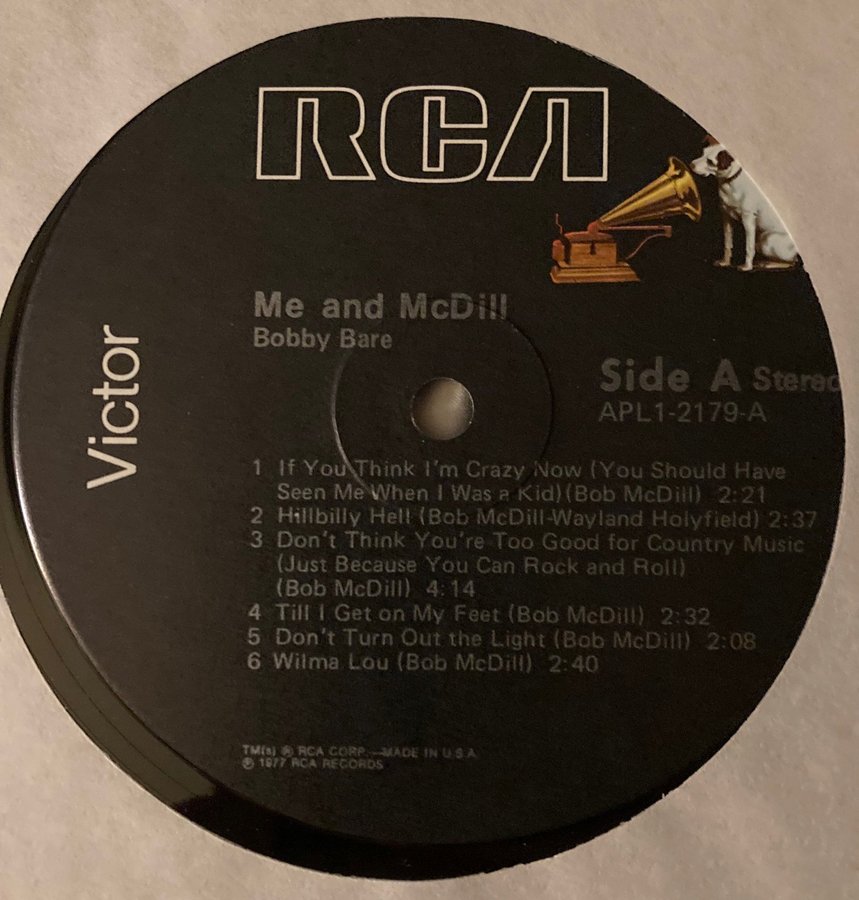 RCA
Victor
Me and McDill
Bobby Bare
Side A Stereo
APL1-2179-A
1 If You Think I'm Crazy Now (You Should Have
Seen Me When I Was a Kid)(Bob McDill) 2:21
2 Hillbilly Hell (Bob McDill-Wayland Holyfield) 2:37
3 Don't Think You're Too Good for Country Music
(Just Because You Can Rock and Roll)
(Bob McDill) 4:14
4 Till I Get on My Feet (Bob McDill) 2:32
5 Don't Turn Out the Light (Bob McDill) 2:08
6 Wilma Lou (Bob McDill) 2:40
TM(s) ® RCA CORP.—MADE IN U.S.A.
℗ 1977 RCA RECORDS